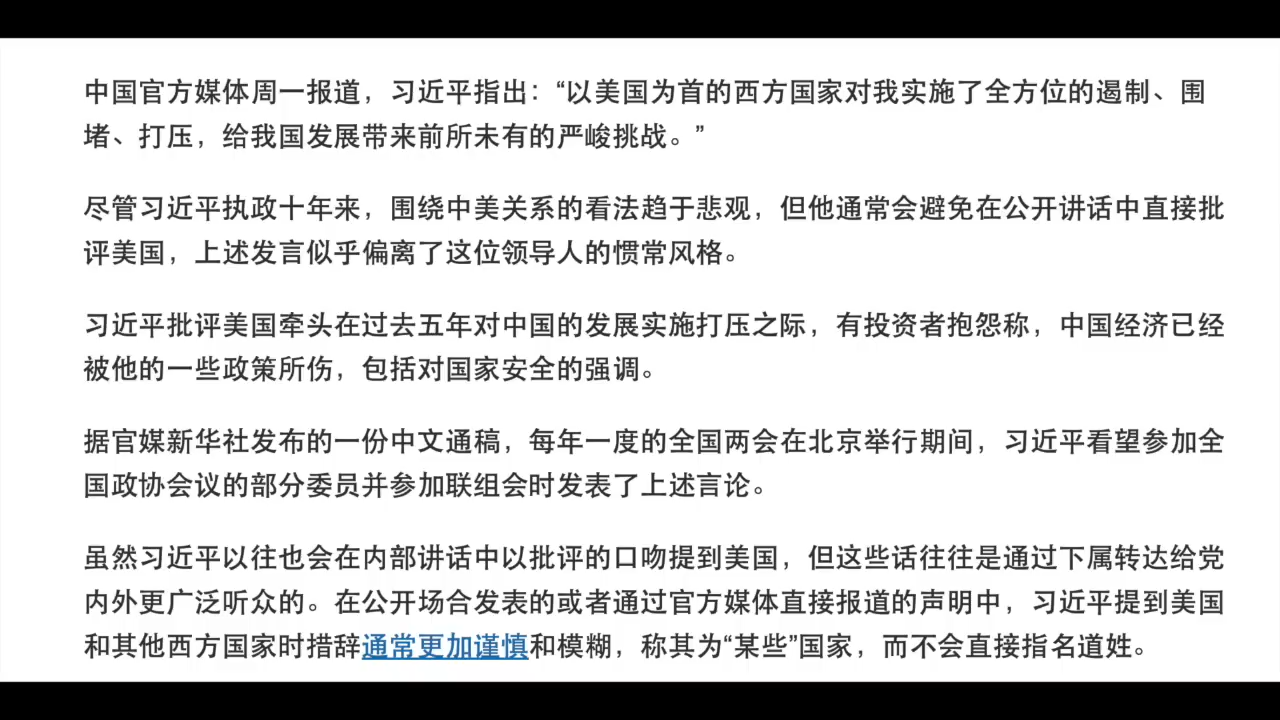 中国官方媒体周一报道，习近平指出：“以美国为首的西方国家对我实施了全方位的遏制、围
堵、打压，给我国发展带来前所未有的严峻挑战。”
尽管习近平执政十年来，围绕中美关系的看法趋于悲观，但他通常会避免在公开讲话中直接批
评美国，上述发言似乎偏离了这位领导人的惯常风格。
习近平批评美国牵头在过去五年对中国的发展实施打压之际，有投资者抱怨称，中国经济已经
被他的一些政策所伤，包括对国家安全的强调。
据官媒新华社发布的一份中文通稿，每年一度的全国两会在北京举行期间，习近平看望参加全
国政协会议的部分委员并参加联组会时发表了上述言论。
虽然习近平以往也会在内部讲话中以批评的口吻提到美国，但这些话往往是通过下属转达给党
内外更广泛听众的。在公开场合发表的或者通过官方媒体直接报道的声明中，习近平提到美国
和其他西方国家时措辞通常更加谨慎和模糊，称其为“某些”国家，而不会直接指名道姓。